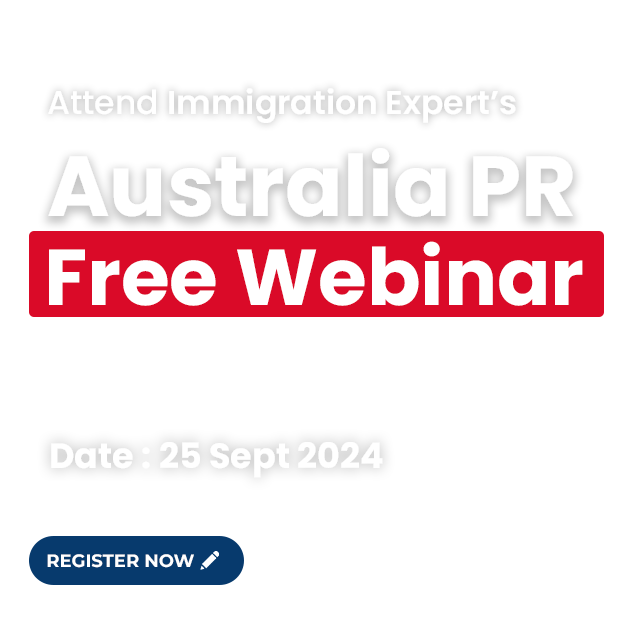 Attend Immigration Expert’s
Australia PR
Free Webinar
Date : 25 Sept 2024
REGISTER NOW